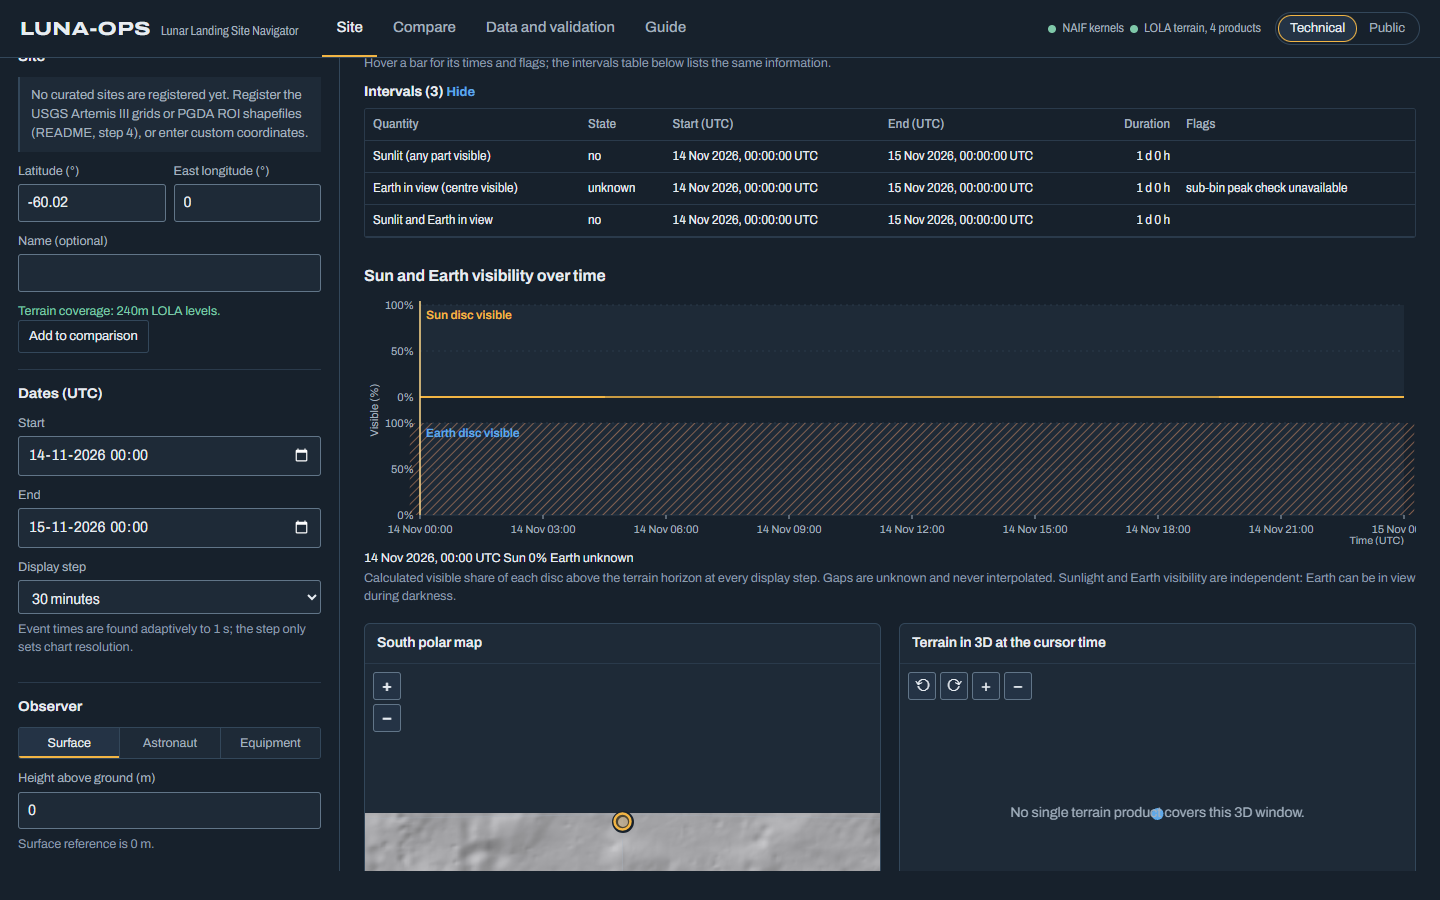 LUNA-OPS Lunar Landing Site Navigator Site Compare Data and validation Guide NAIF kernels LOLA terrain, 4 products Technical Public
Site
No curated sites are registered yet. Register the
USGS Artemis III grids or PGDA ROI shapefiles
(README, step 4), or enter custom coordinates.
Latitude (°) East longitude (°)
-60.02 0
Name (optional)
Terrain coverage: 240m LOLA levels.
Add to comparison
Dates (UTC)
Start
14-11-2026 00:00
End
15-11-2026 00:00
Display step
30 minutes
Event times are found adaptively to 1 s; the step only
sets chart resolution.
Observer
Surface Astronaut Equipment
Height above ground (m)
0
Surface reference is 0 m.
Hover a bar for its times and flags; the intervals table below lists the same information.
Intervals (3) Hide
Quantity State Start (UTC) End (UTC) Duration Flags
Sunlit (any part visible) no 14 Nov 2026, 00:00:00 UTC 15 Nov 2026, 00:00:00 UTC 1 d 0 h
Earth in view (centre visible) unknown 14 Nov 2026, 00:00:00 UTC 15 Nov 2026, 00:00:00 UTC 1 d 0 h sub-bin peak check unavailable
Sunlit and Earth in view no 14 Nov 2026, 00:00:00 UTC 15 Nov 2026, 00:00:00 UTC 1 d 0 h
Sun and Earth visibility over time
100%
Sun disc visible
50%
0%
Visible (%)
100%
Earth disc visible
50%
0%
14 Nov 00:00 14 Nov 03:00 14 Nov 06:00 14 Nov 09:00 14 Nov 12:00 14 Nov 15:00 14 Nov 18:00 14 Nov 21:00 15 Nov 0
Time (UTC)
14 Nov 2026, 00:00 UTC Sun 0% Earth unknown
Calculated visible share of each disc above the terrain horizon at every display step. Gaps are unknown and never interpolated. Sunlight and Earth visibility are independent: Earth can be in view
during darkness.
South polar map
+
−
Terrain in 3D at the cursor time
+ −
No single terrain product covers this 3D window.